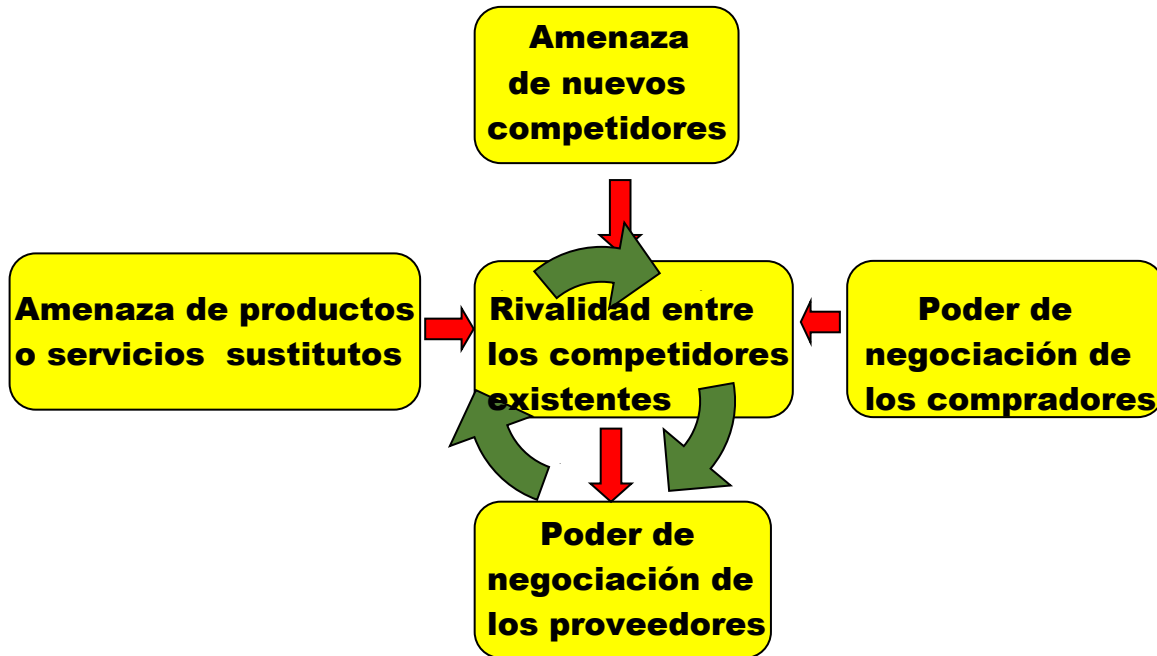 Amenaza
de nuevos
competidores
Amenaza de productos
o servicios sustitutos
Rivalidad entre
los competidores
existentes
Poder de
negociación de
los compradores
Poder de
negociación de
los proveedores